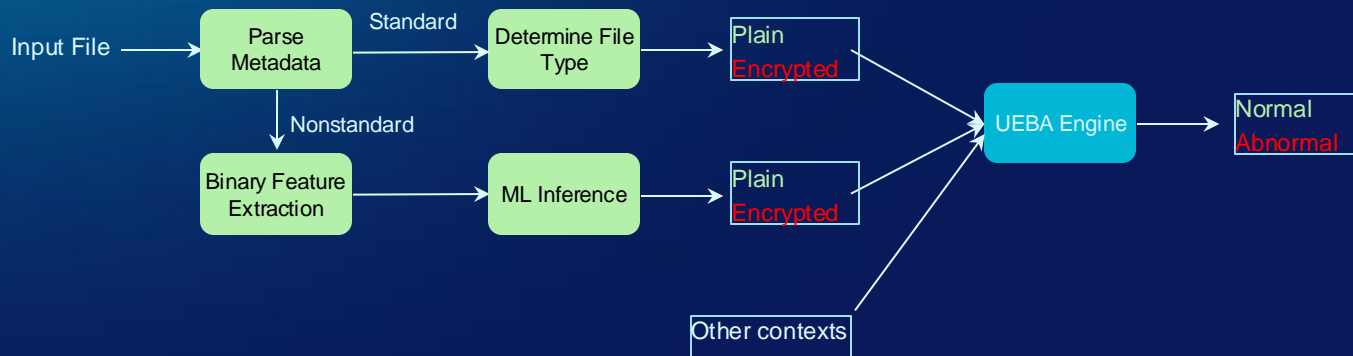 Input File
Parse
Metadata
Standard
Determine File
Type
Plain
Encrypted
Nonstandard
Binary Feature
Extraction
ML Inference
Plain
Encrypted
Other contexts
UEBA Engine
Normal
Abnormal